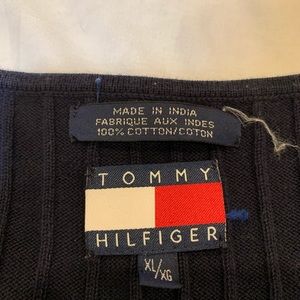 MADE IN INDIA
FABRIQUE AUX INDES
100% COTTON/COTON
TOMMY
HILFIGER
XL/XG